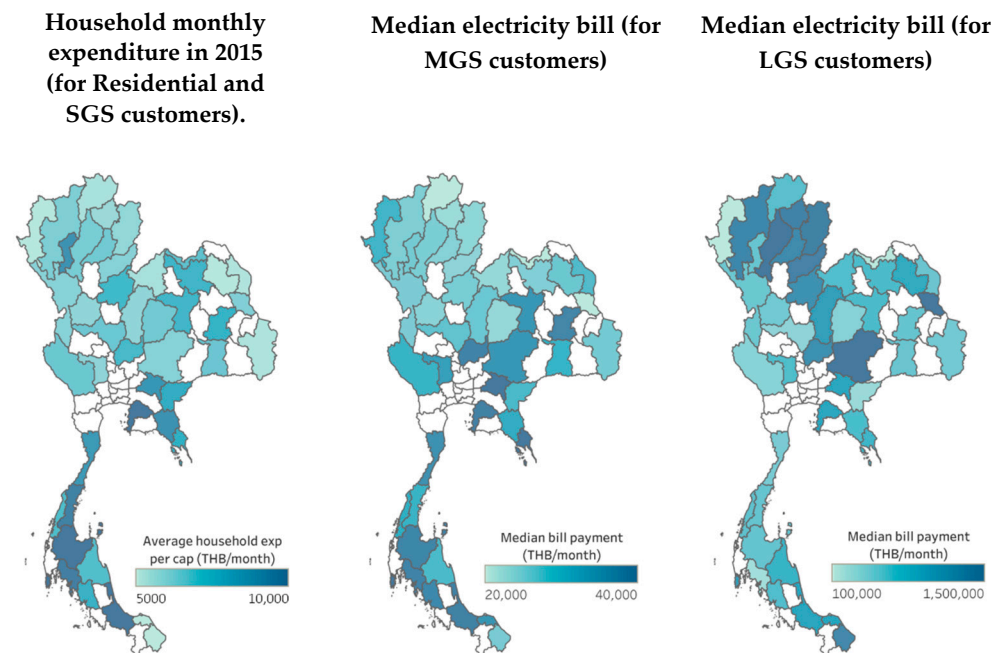 Household monthly
expenditure in 2015
(for Residential and
SGS customers).
Median electricity bill (for
MGS customers)
Median electricity bill (for
LGS customers)
Average household exp
per cap (THB/month)
5000 10,000
Median bill payment
(THB/month)
20,000 40,000
Median bill payment
(THB/month)
100,000 1,500,000